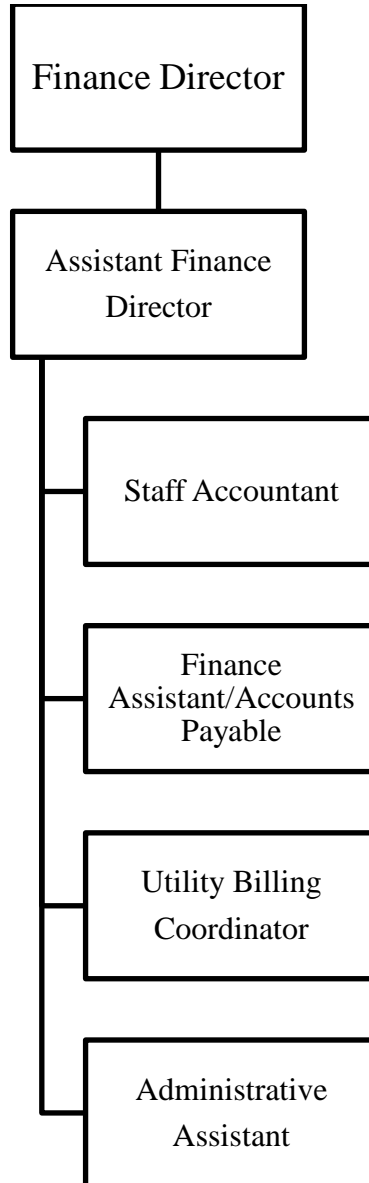 Finance Director
Assistant Finance
Director
Staff Accountant
Finance
Assistant/Accounts
Payable
Utility Billing
Coordinator
Administrative
Assistant